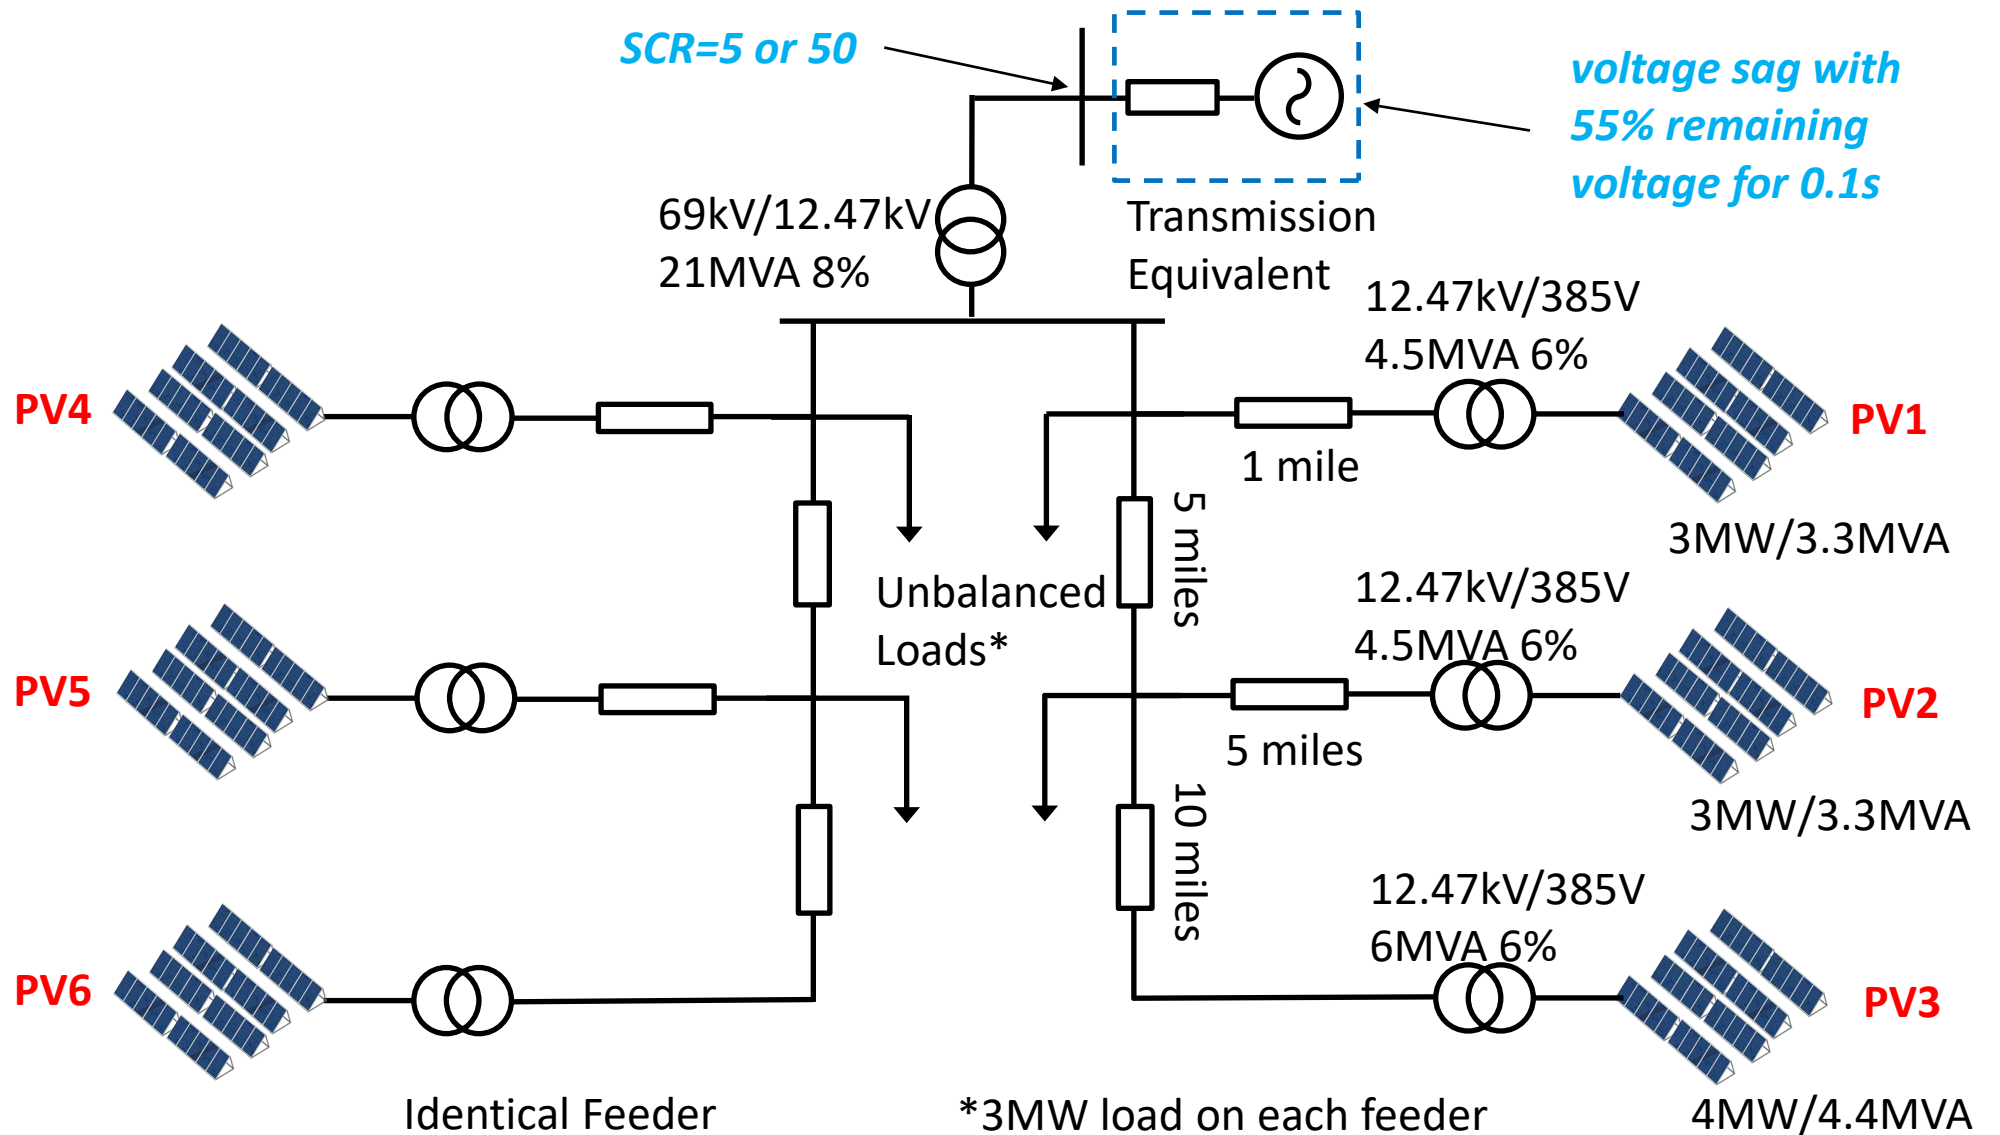 SCR=5 or 50
voltage sag with
55% remaining
voltage for 0.1s
69kV/12.47kV
21MVA 8%
Transmission
Equivalent
12.47kV/385V
4.5MVA 6%
PV4
PV1
1 mile
5 miles
3MW/3.3MVA
Unbalanced
Loads*
12.47kV/385V
4.5MVA 6%
PV5
PV2
5 miles
10 miles
3MW/3.3MVA
12.47kV/385V
6MVA 6%
PV6
PV3
Identical Feeder
*3MW load on each feeder
4MW/4.4MVA